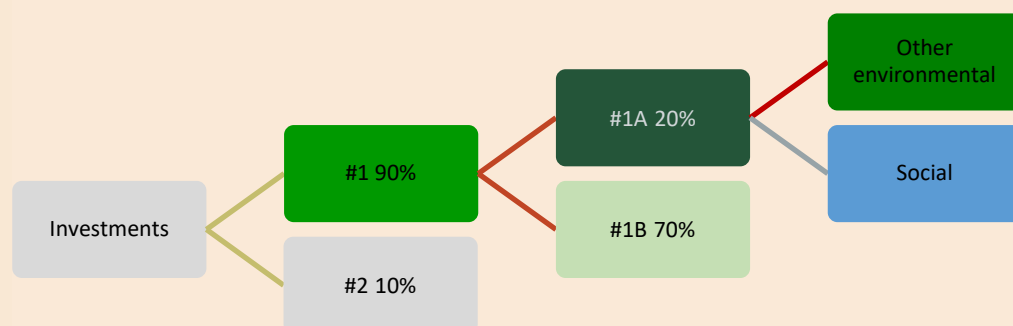 Other
environmental
#1A 20%
#1 90%
Social
Investments
#1B 70%
#2 10%